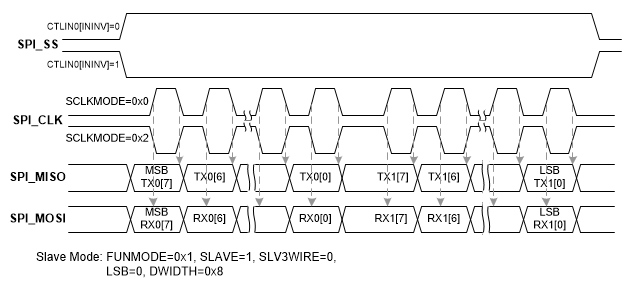 CTLIN0[ININV]=0
SPI_SS
CTLIN0[ININV]=1
SCLKMODE=0x0
SPI_CLK
SCLKMODE=0x2
SPI_MISO MSB TX0[7] TX0[6] TX0[0] TX1[7] TX1[6] LSB TX1[0]
SPI_MOSI MSB RX0[7] RX0[6] RX0[0] RX1[7] RX1[6] LSB RX1[0]
Slave Mode: FUNMODE=0x1, SLAVE=1, SLV3WIRE=0,
LSB=0, DWIDTH=0x8